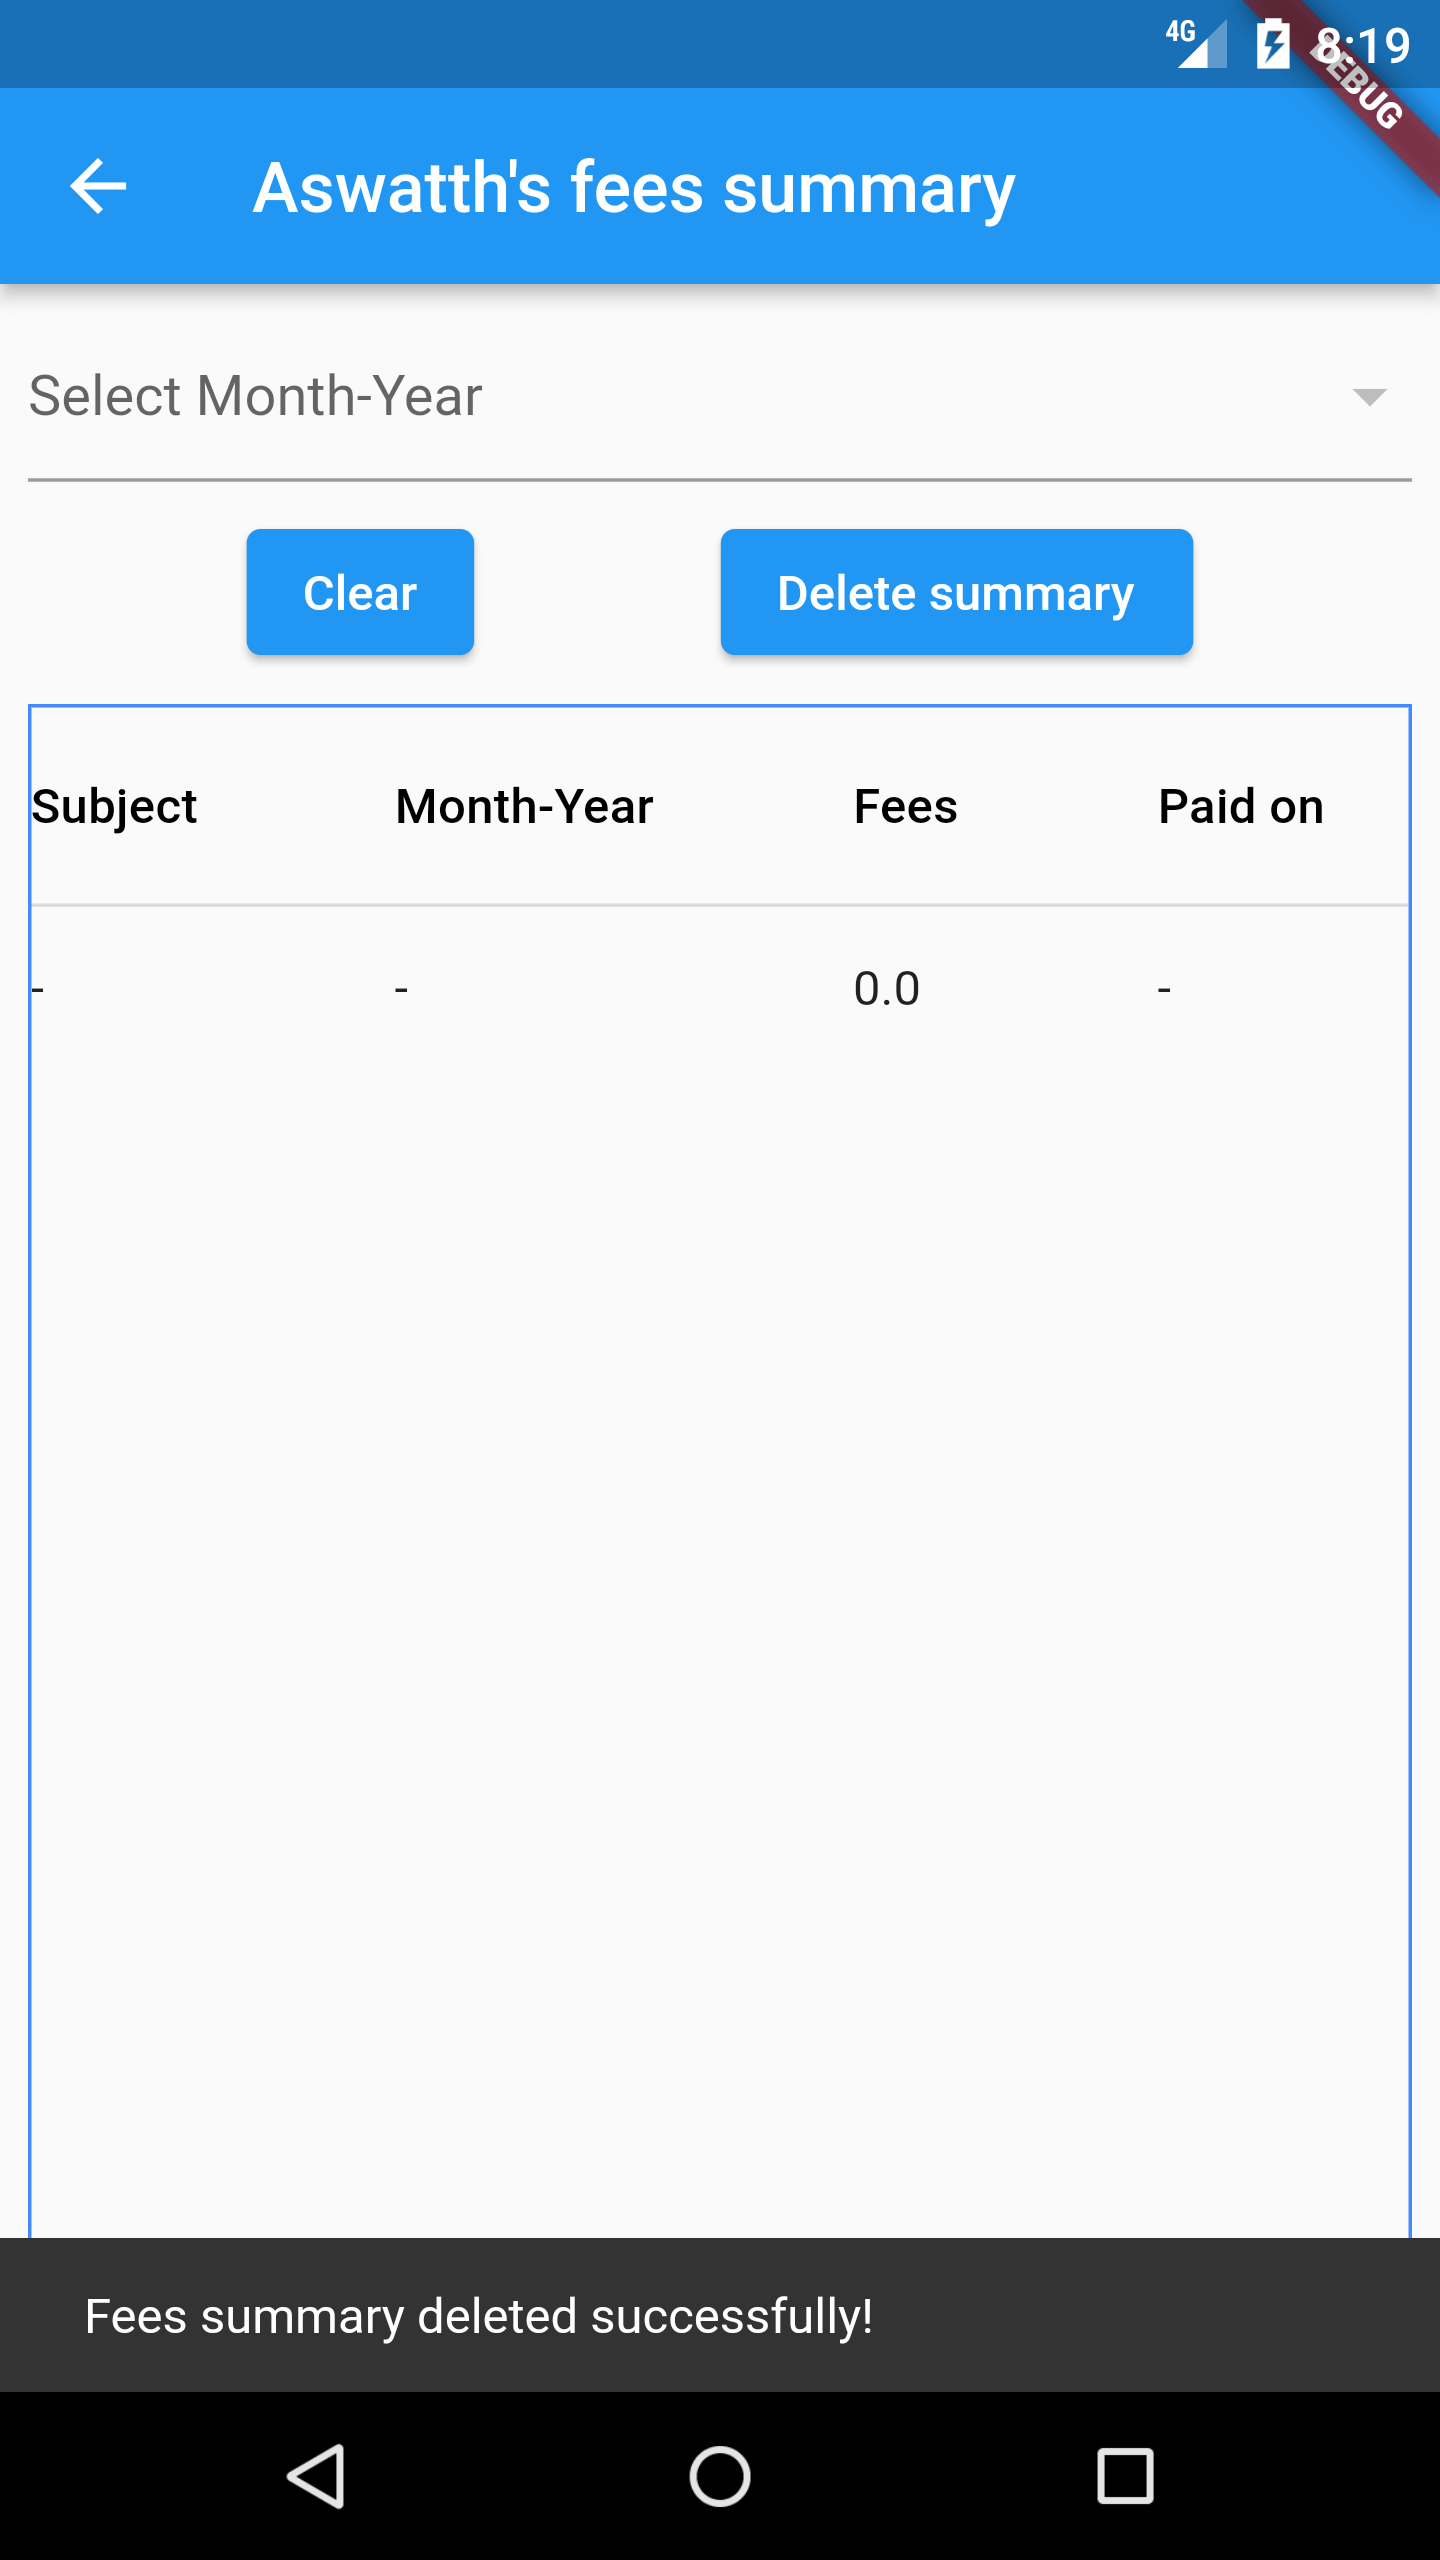 4G 8:19
DEBUG
Aswatth's fees summary
Select Month-Year
Clear Delete summary
Subject Month-Year Fees Paid on
- - 0.0 -
Fees summary deleted successfully!